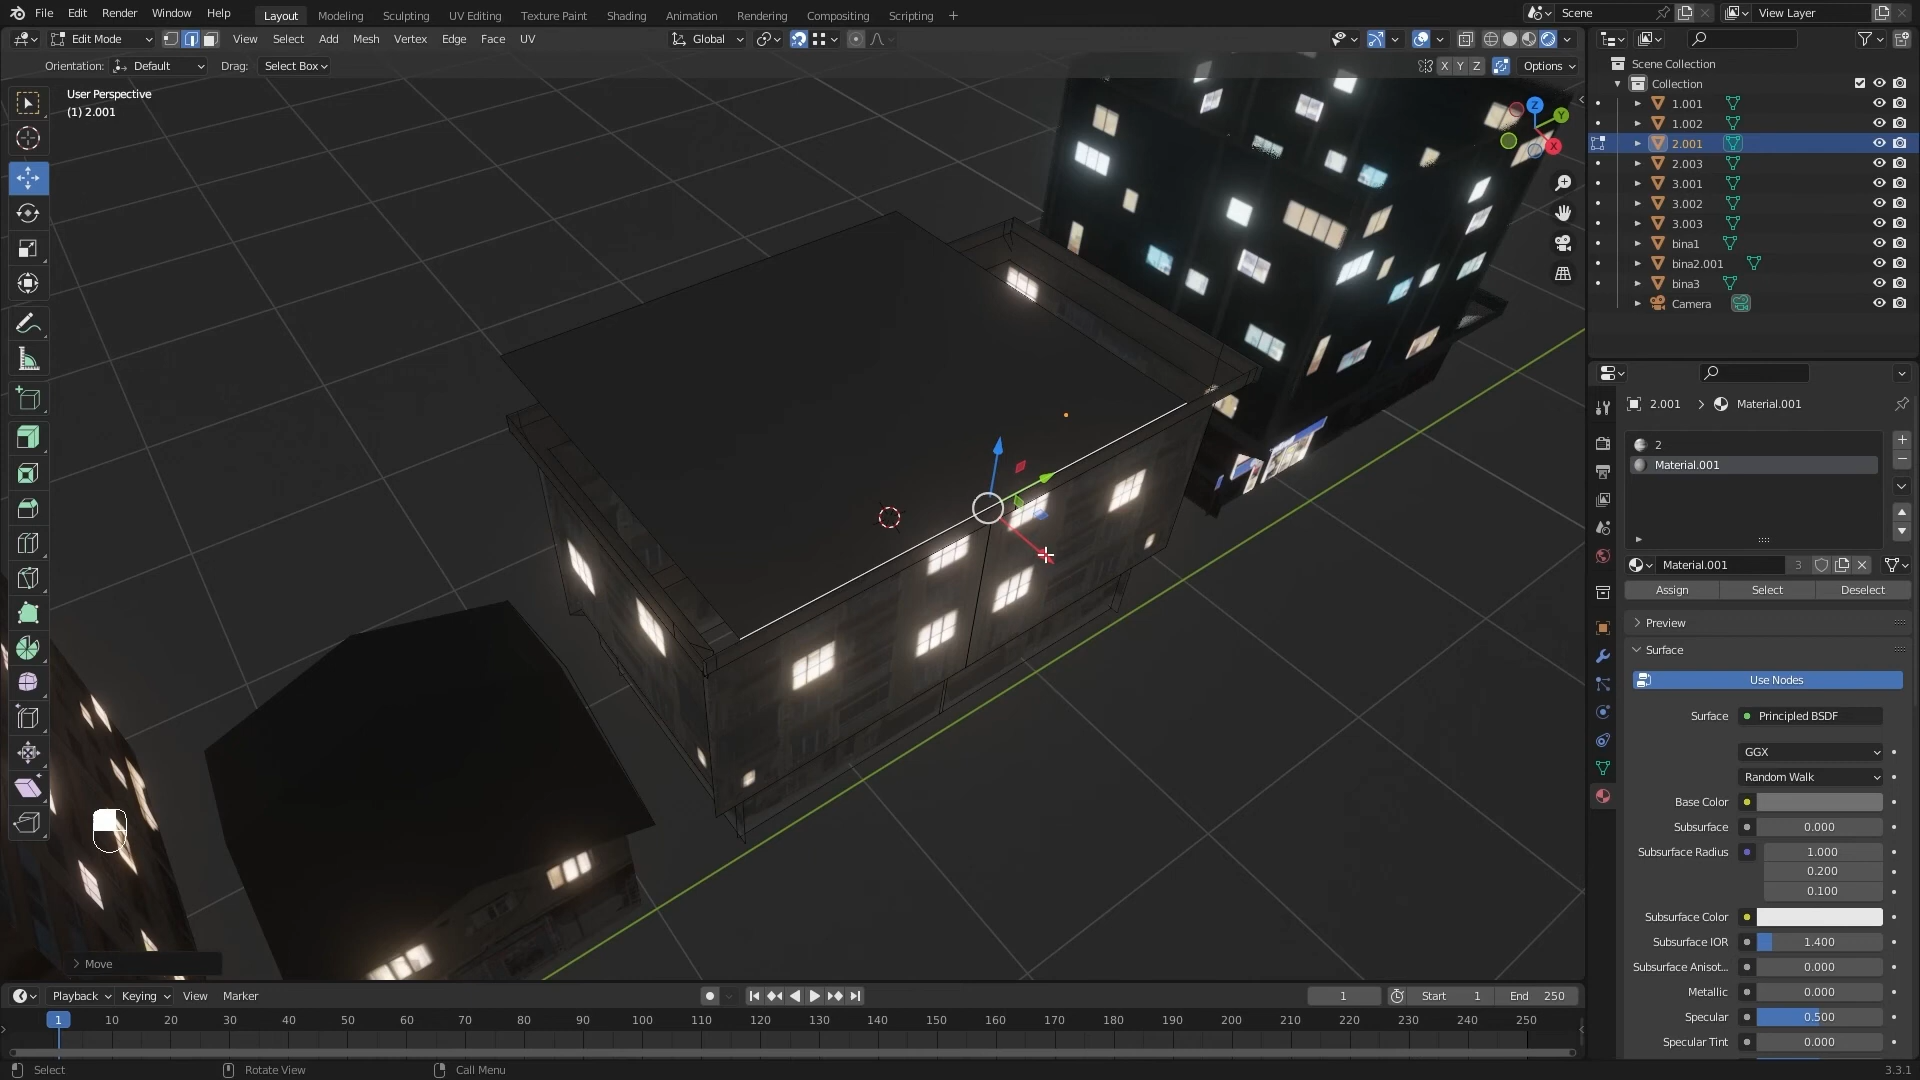 File Edit Render Window Help Layout Modeling Sculpting UV Editing Texture Paint Shading Animation Rendering Compositing Scripting + Scene View Layer
Edit Mode View Select Add Mesh Vertex Edge Face UV Global
Orientation: Default Drag: Select Box X Y Z Options
User Perspective
(1) 2.001
Z
Y
X
Scene Collection
Collection
1.001
1.002
2.001
2.003
3.001
3.002
3.003
bina1
bina2.001
bina3
Camera
2.001 > Material.001
2
Material.001
Material.001 3
Assign Select Deselect
Preview
Surface
Use Nodes
Surface Principled BSDF
GGX
Random Walk
Base Color
Subsurface 0.000
Subsurface Radius 1.000
0.200
0.100
Subsurface Color
Subsurface IOR 1.400
Subsurface Anisot... 0.000
Metallic 0.000
Specular 0.500
Specular Tint 0.000
Move
Playback Keying View Marker 1 Start 1 End 250
1 10 20 30 40 50 60 70 80 90 100 110 120 130 140 150 160 170 180 190 200 210 220 230 240 250
Select Rotate View Call Menu 3.3.1